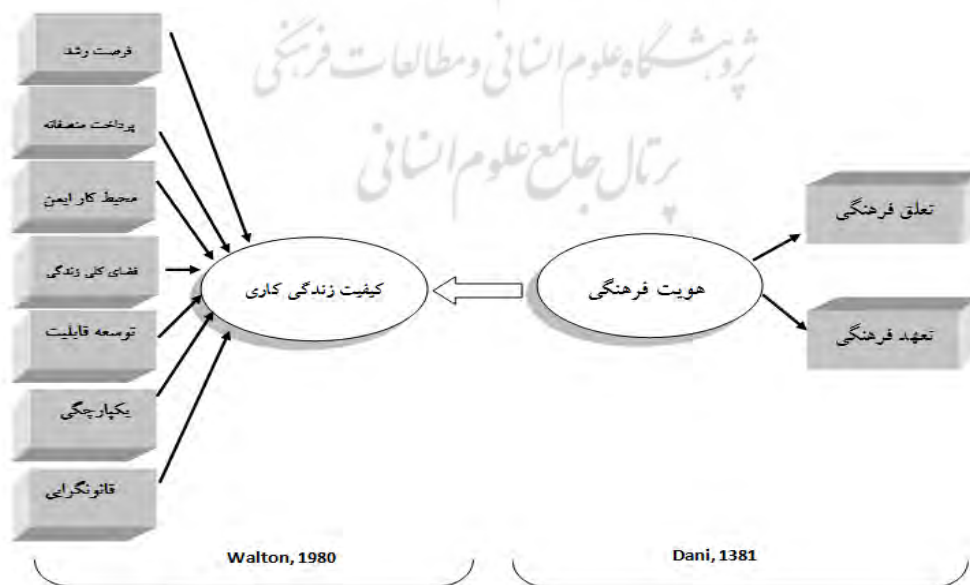 پژوهشگاه علوم انسانی و مطالعات فرهنگی
پرتال جامع علوم انسانی
فرصت رشد
پرداخت منصفانه
محیط کار ایمن
فضای کلی زندگی
توسعه قابلیت
یکپارچگی
قانونگرایی
کیفیت زندگی کاری
هویت فرهنگی
تعلق فرهنگی
تعهد فرهنگی
Walton, 1980
Dani, 1381